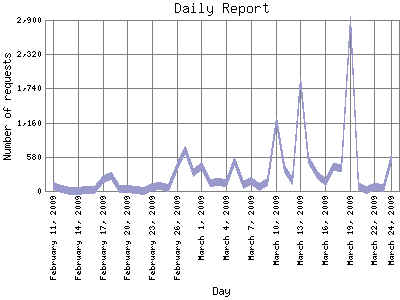 Daily Report
Number of requests
2,900
2,320
1,740
1,160
580
0
February 11, 2009
February 14, 2009
February 17, 2009
February 20, 2009
February 23, 2009
February 26, 2009
March 1, 2009
March 4, 2009
March 7, 2009
March 10, 2009
March 13, 2009
March 16, 2009
March 19, 2009
March 22, 2009
March 24, 2009
Day